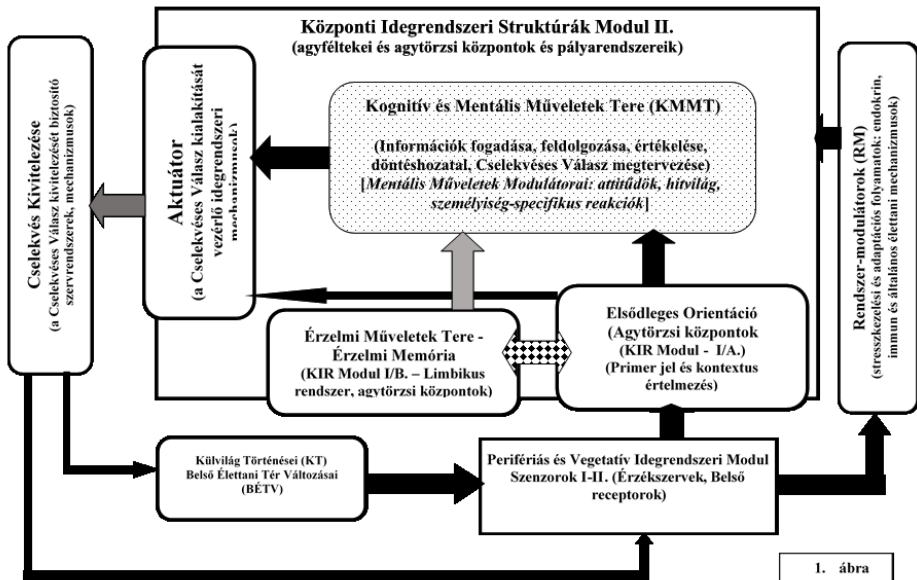 Központi Idegrendszeri Struktúrák Modul II.
(agyféltekei és agytörzsi központok és pályarendszereik)
Cselekvés Kivitelezése
(a Cselekvéses Válasz kivitelezését biztosító
szervrendszerek, mechanizmusok)
Aktuátor
(a Cselekvéses Válasz kialakítását
vezérlő idegrendszeri
mechanizmusok)
Kognitív és Mentális Műveletek Tere (KMMT)
(Információk fogadása, feldolgozása, értékelése,
döntéshozatal, Cselekvéses Válasz megtervezése)
[Mentális Műveletek Modulátorai: attitűdök, hitvilág,
személyiség-specifikus reakciók]
Rendszer-modulátorok (RM)
(stresszkezelési és adaptációs folyamatok: endokrin,
immun és általános élettani mechanizmusok)
Érzelmi Műveletek Tere -
Érzelmi Memória
(KIR Modul I/B. – Limbikus
rendszer, agytörzsi központok)
Elsődleges Orientáció
(Agytörzsi központok
(KIR Modul - I/A.)
(Primer jel és kontextus
értelmezés)
Külvilág Történései (KT)
Belső Élettani Tér Változásai
(BÉTV)
Perifériás és Vegetatív Idegrendszeri Modul
Szenzorok I-II. (Érzékszervek, Belső
receptorok)
1. ábra